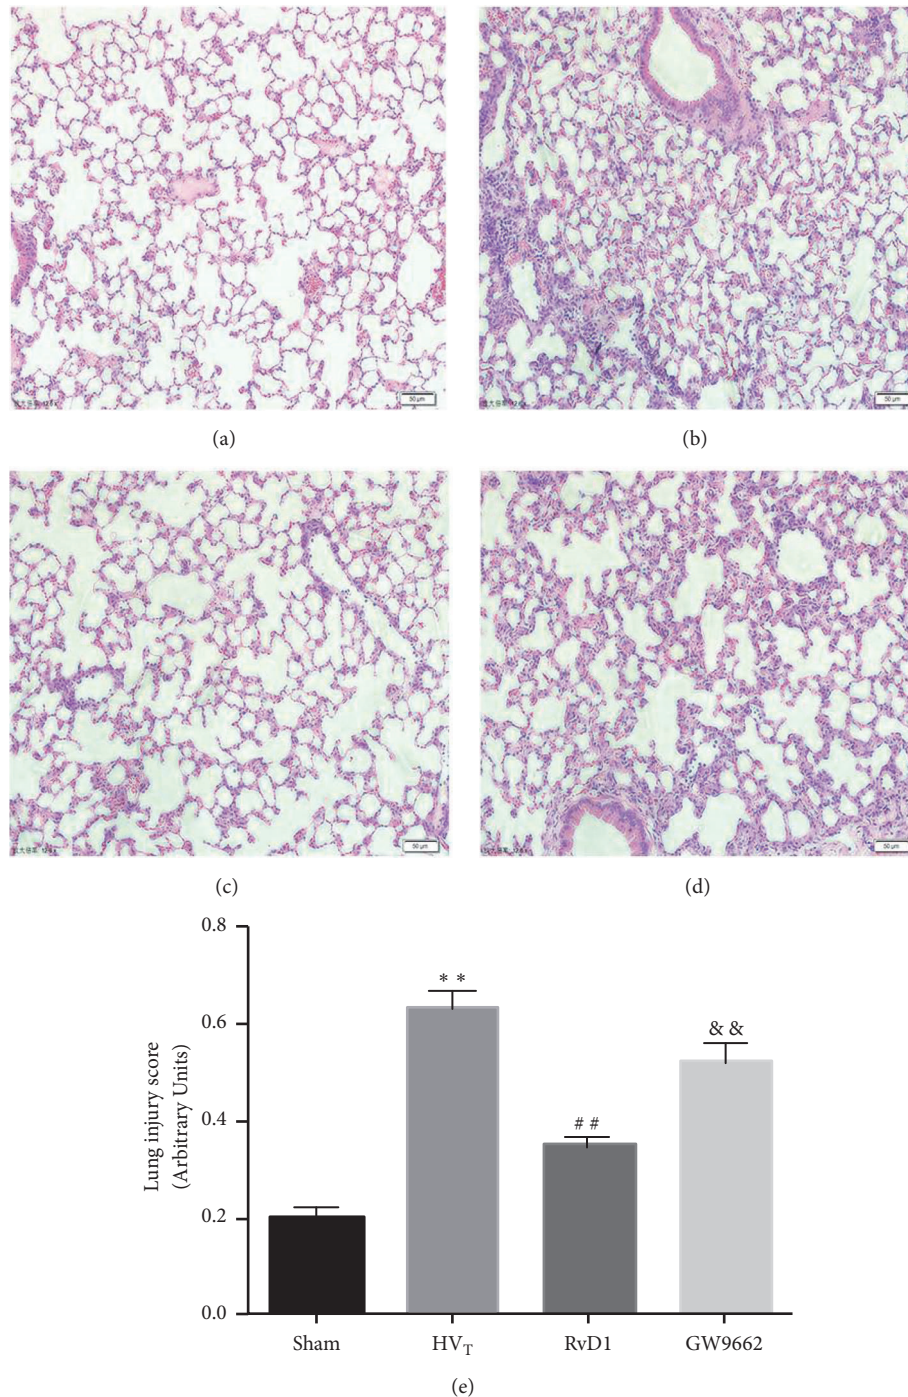 50 μm
50 μm
(a)
(b)
50 μm
50 μm
(c)
(d)
0.8
0.6
0.4
0.2
0.0
Lung injury score
(Arbitrary Units)
* *
# #
& &
Sham
HV_T
RvD1
GW9662
(e)